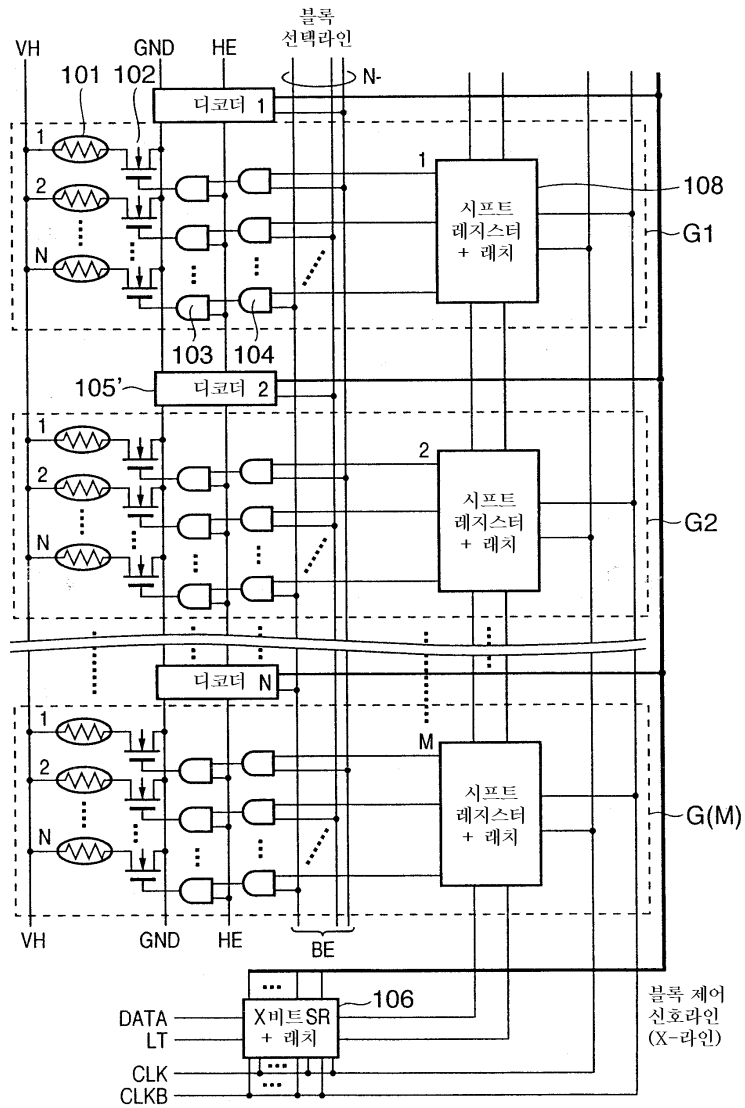 블록
선택라인
VH
GND
HE
N-
101
102
디코더 1
1
2
N
1
시프트
레지스터
+ 래치
108
G1
103
104
105'
디코더 2
1
2
N
2
시프트
레지스터
+ 래치
G2
디코더 N
1
2
N
M
시프트
레지스터
+ 래치
G(M)
VH
GND
HE
BE
106
X비트 SR
+ 래치
DATA
LT
CLK
CLKB
블록 제어
신호라인
(X-라인)